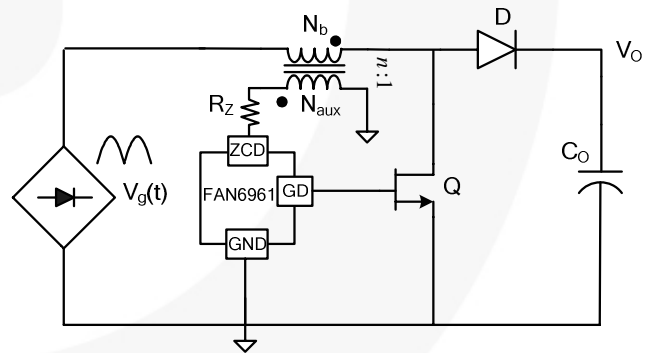 N_b
D
V_O
n:1
R_Z
N_aux
ZCD
C_O
V_g(t)
FAN6961
GD
Q
GND